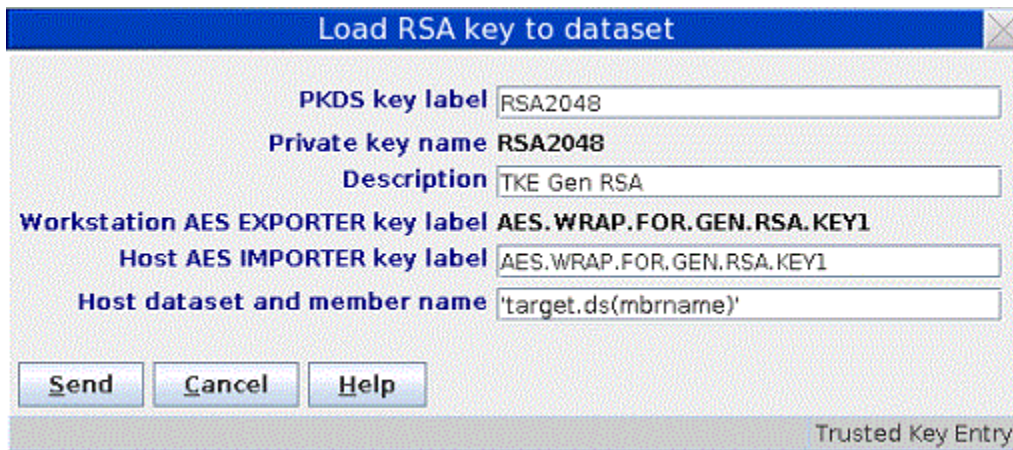 Load RSA key to dataset
PKDS key label RSA2048
Private key name RSA2048
Description TKE Gen RSA
Workstation AES EXPORTER key label AES.WRAP.FOR.GEN.RSA.KEY1
Host AES IMPORTER key label AES.WRAP.FOR.GEN.RSA.KEY1
Host dataset and member name 'target.ds(mbrname)'
Send Cancel Help
Trusted Key Entry